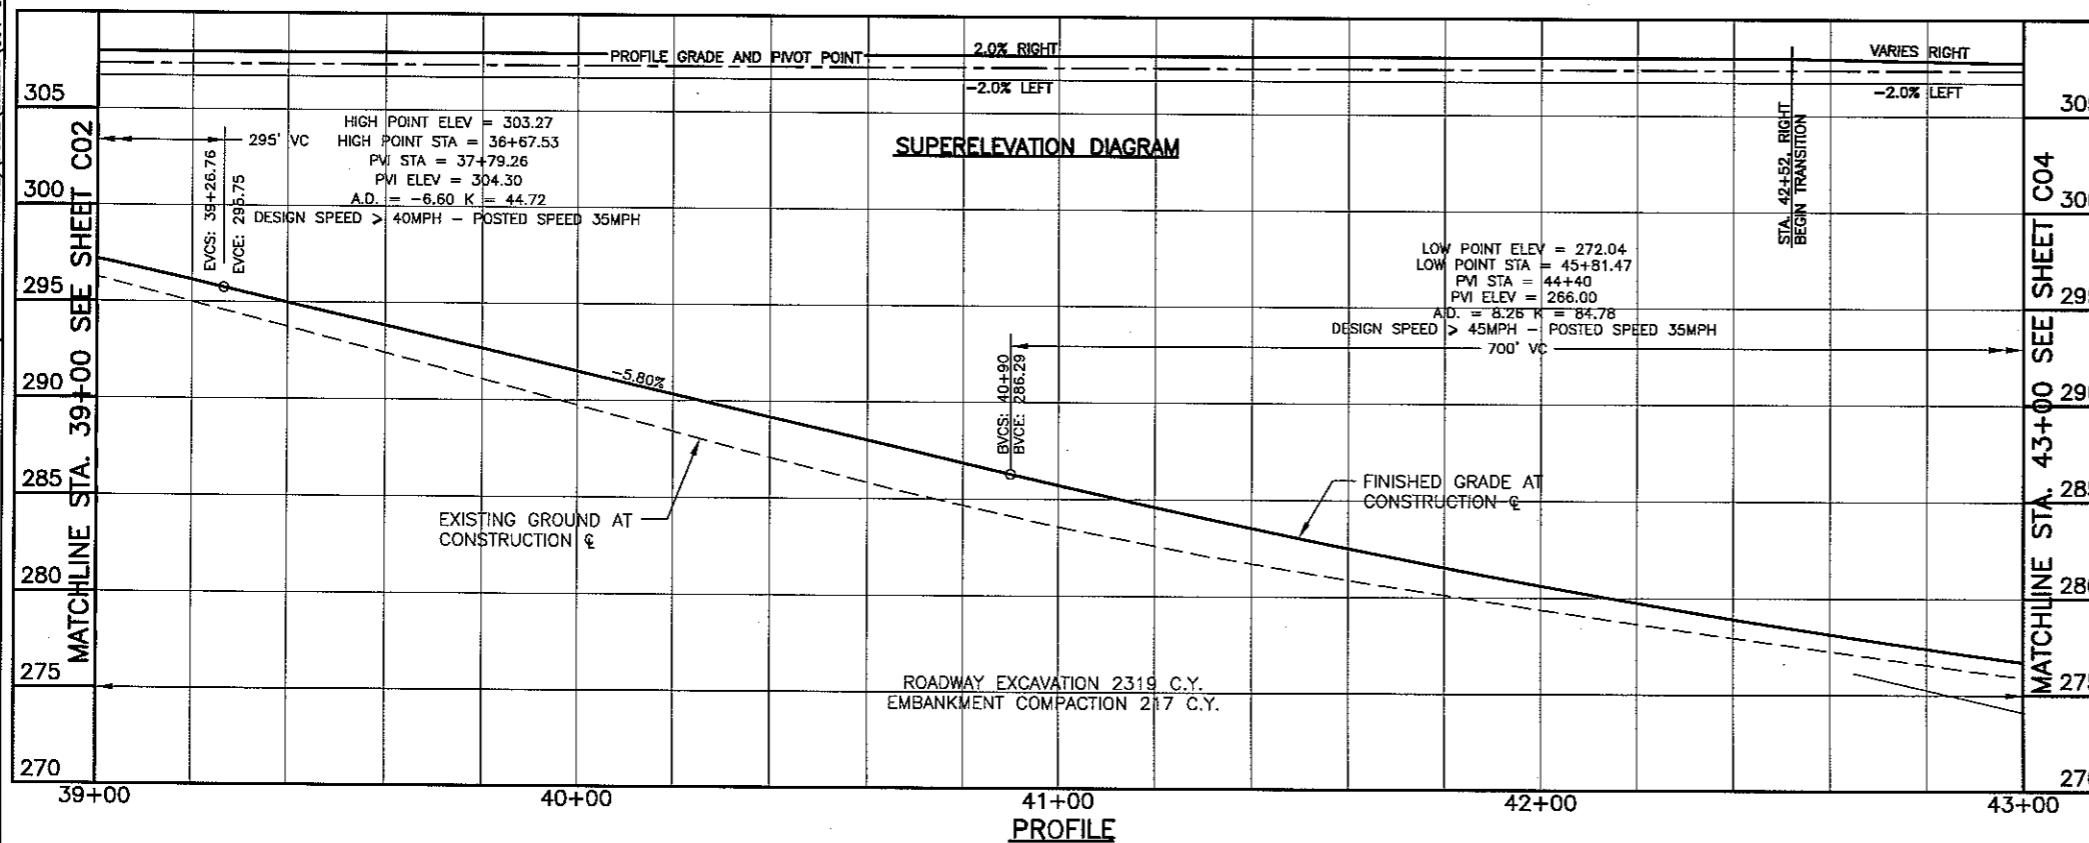 PROFILE GRADE AND PIVOT POINT
2.0% RIGHT
-2.0% LEFT
VARIES RIGHT
-2.0% LEFT
SUPERELEVATION DIAGRAM
STA. 42+52, RIGHT
BEGIN TRANSITION
305
300
295
290
285
280
275
270
MATCHLINE STA. 39+00 SEE SHEET C02
295' VC
EVCS: 39+26.76
EVCE: 295.75
HIGH POINT ELEV = 303.27
HIGH POINT STA = 36+67.53
PVI STA = 37+79.26
PVI ELEV = 304.30
A.D. = -6.60 K = 44.72
DESIGN SPEED > 40MPH - POSTED SPEED 35MPH
-5.80%
LOW POINT ELEV = 272.04
LOW POINT STA = 45+81.47
PVI STA = 44+40
PVI ELEV = 266.00
A.D. = 8.26 K = 84.78
DESIGN SPEED > 45MPH - POSTED SPEED 35MPH
700' VC
BVCS: 40+90
BVCE: 286.29
EXISTING GROUND AT
CONSTRUCTION ℄
FINISHED GRADE AT
CONSTRUCTION ℄
ROADWAY EXCAVATION 2319 C.Y.
EMBANKMENT COMPACTION 217 C.Y.
MATCHLINE STA. 43+00 SEE SHEET C04
39+00
40+00
41+00
42+00
43+00
PROFILE